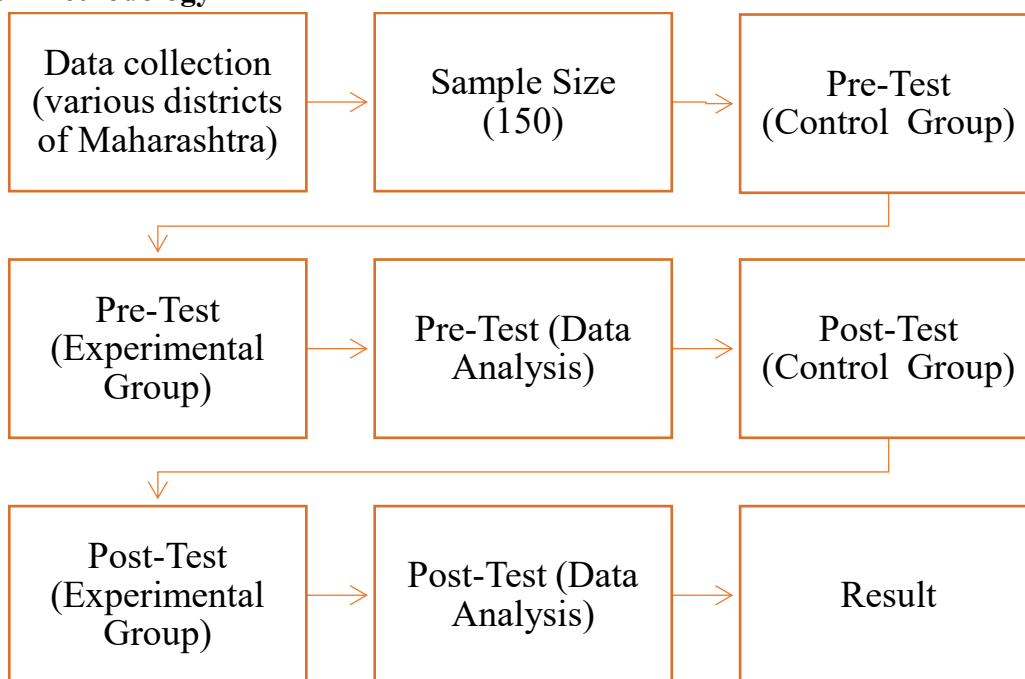 Data collection
(various districts
of Maharashtra)
Sample Size
(150)
Pre-Test
(Control Group)
Pre-Test
(Experimental
Group)
Pre-Test (Data
Analysis)
Post-Test
(Control Group)
Post-Test
(Experimental
Group)
Post-Test (Data
Analysis)
Result